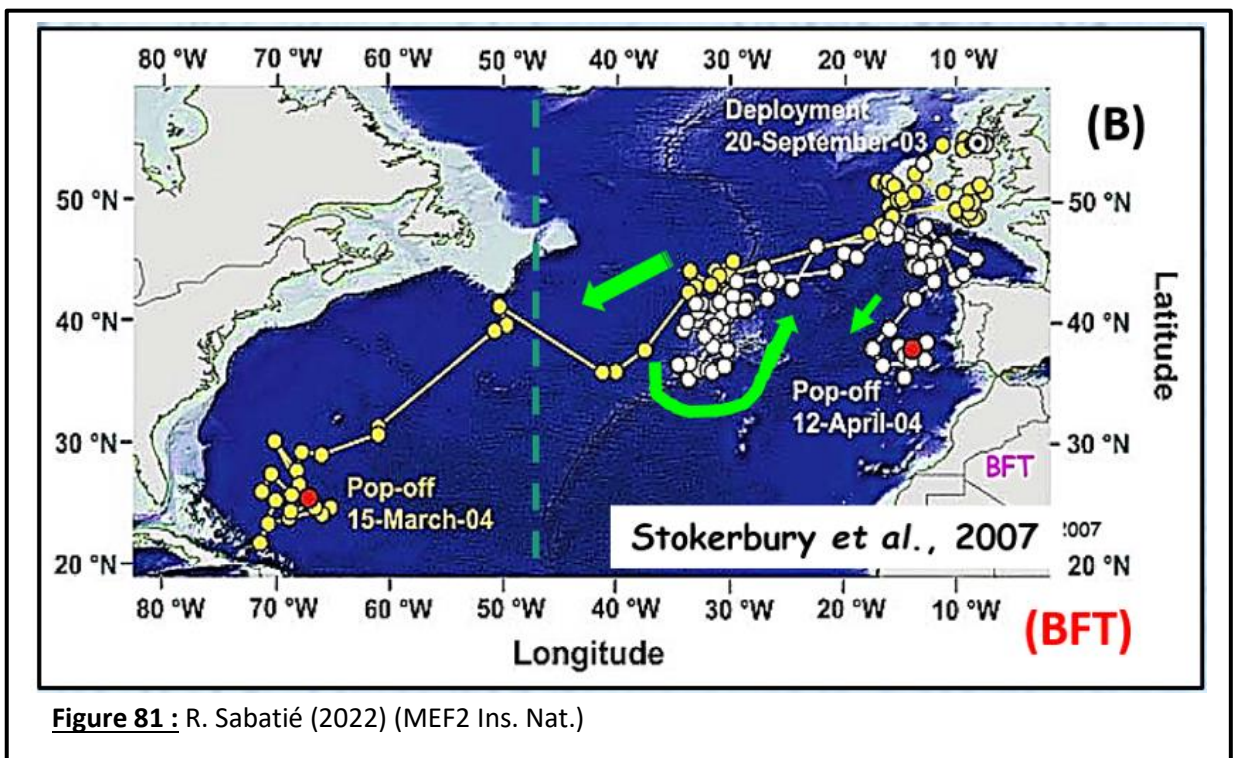 80 °W 70 °W 60 °W 50 °W 40 °W 30 °W 20 °W 10 °W
Deployment
20-September-03
(B)
50 °N
50 °N
40 °N
40 °N
Latitude
Pop-off
12-April-04
30 °N
30 °N
BFT
Pop-off
15-March-04
Stokerbury et al., 2007
2007
20 °N
20 °N
80 °W 70 °W 60 °W 50 °W 40 °W 30 °W 20 °W 10 °W
(BFT)
Longitude
Figure 81 : R. Sabatié (2022) (MEF2 Ins. Nat.)